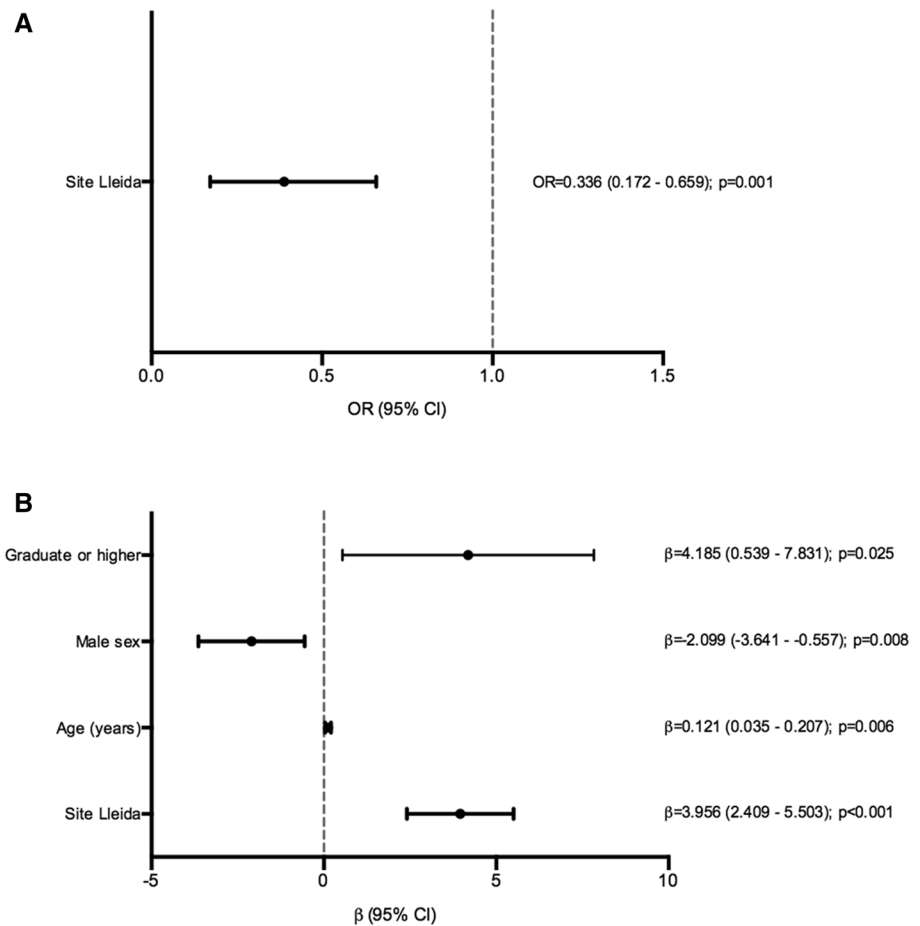 A
Site Lleida
OR=0.336 (0.172 - 0.659); p=0.001
0.0 0.5 1.0 1.5
OR (95% CI)
B
Graduate or higher
β=4.185 (0.539 - 7.831); p=0.025
Male sex
β=-2.099 (-3.641 - -0.557); p=0.008
Age (years)
β=0.121 (0.035 - 0.207); p=0.006
Site Lleida
β=3.956 (2.409 - 5.503); p<0.001
-5 0 5 10
β (95% CI)